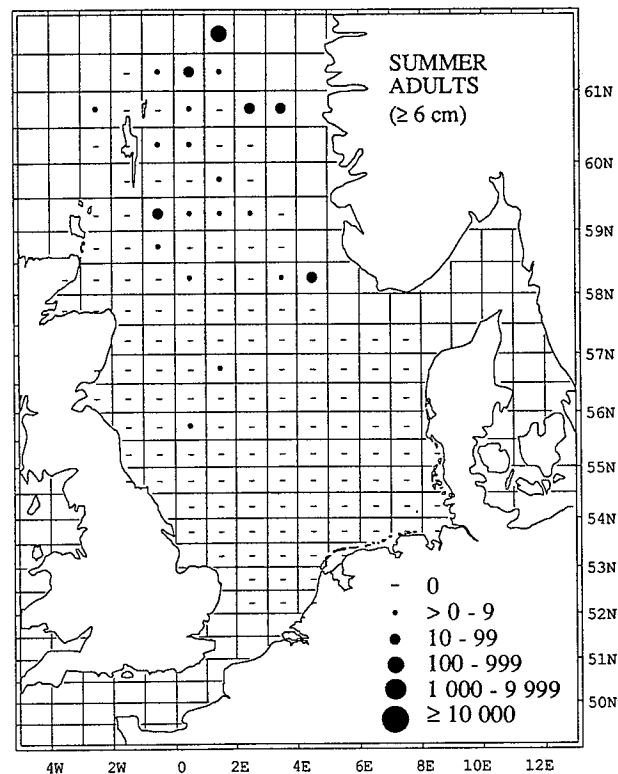 SUMMER
ADULTS
(≥ 6 cm)
61N
60N
59N
58N
57N
56N
55N
54N
53N
52N
51N
50N
- 0
> 0 - 9
10 - 99
100 - 999
1 000 - 9 999
≥ 10 000
4W 2W 0 2E 4E 6E 8E 10E 12E